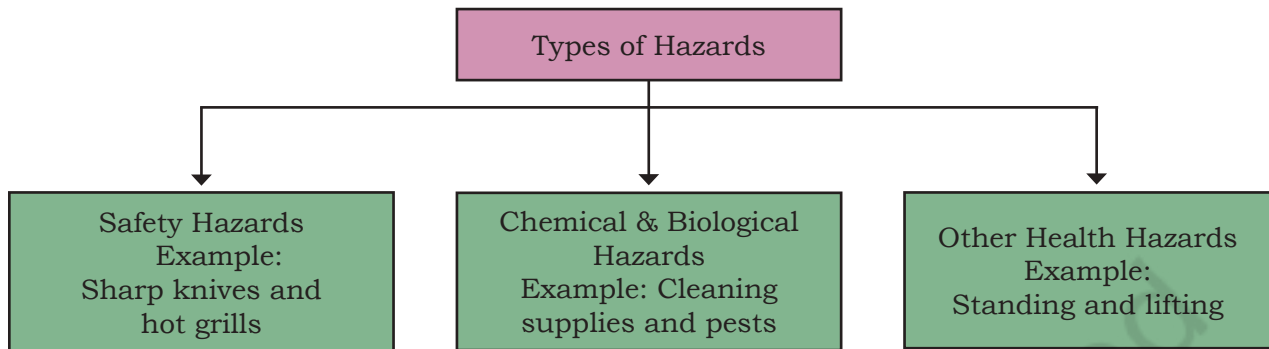 Types of Hazards
Safety Hazards
Example:
Sharp knives and
hot grills
Chemical & Biological
Hazards
Example: Cleaning
supplies and pests
Other Health Hazards
Example:
Standing and lifting